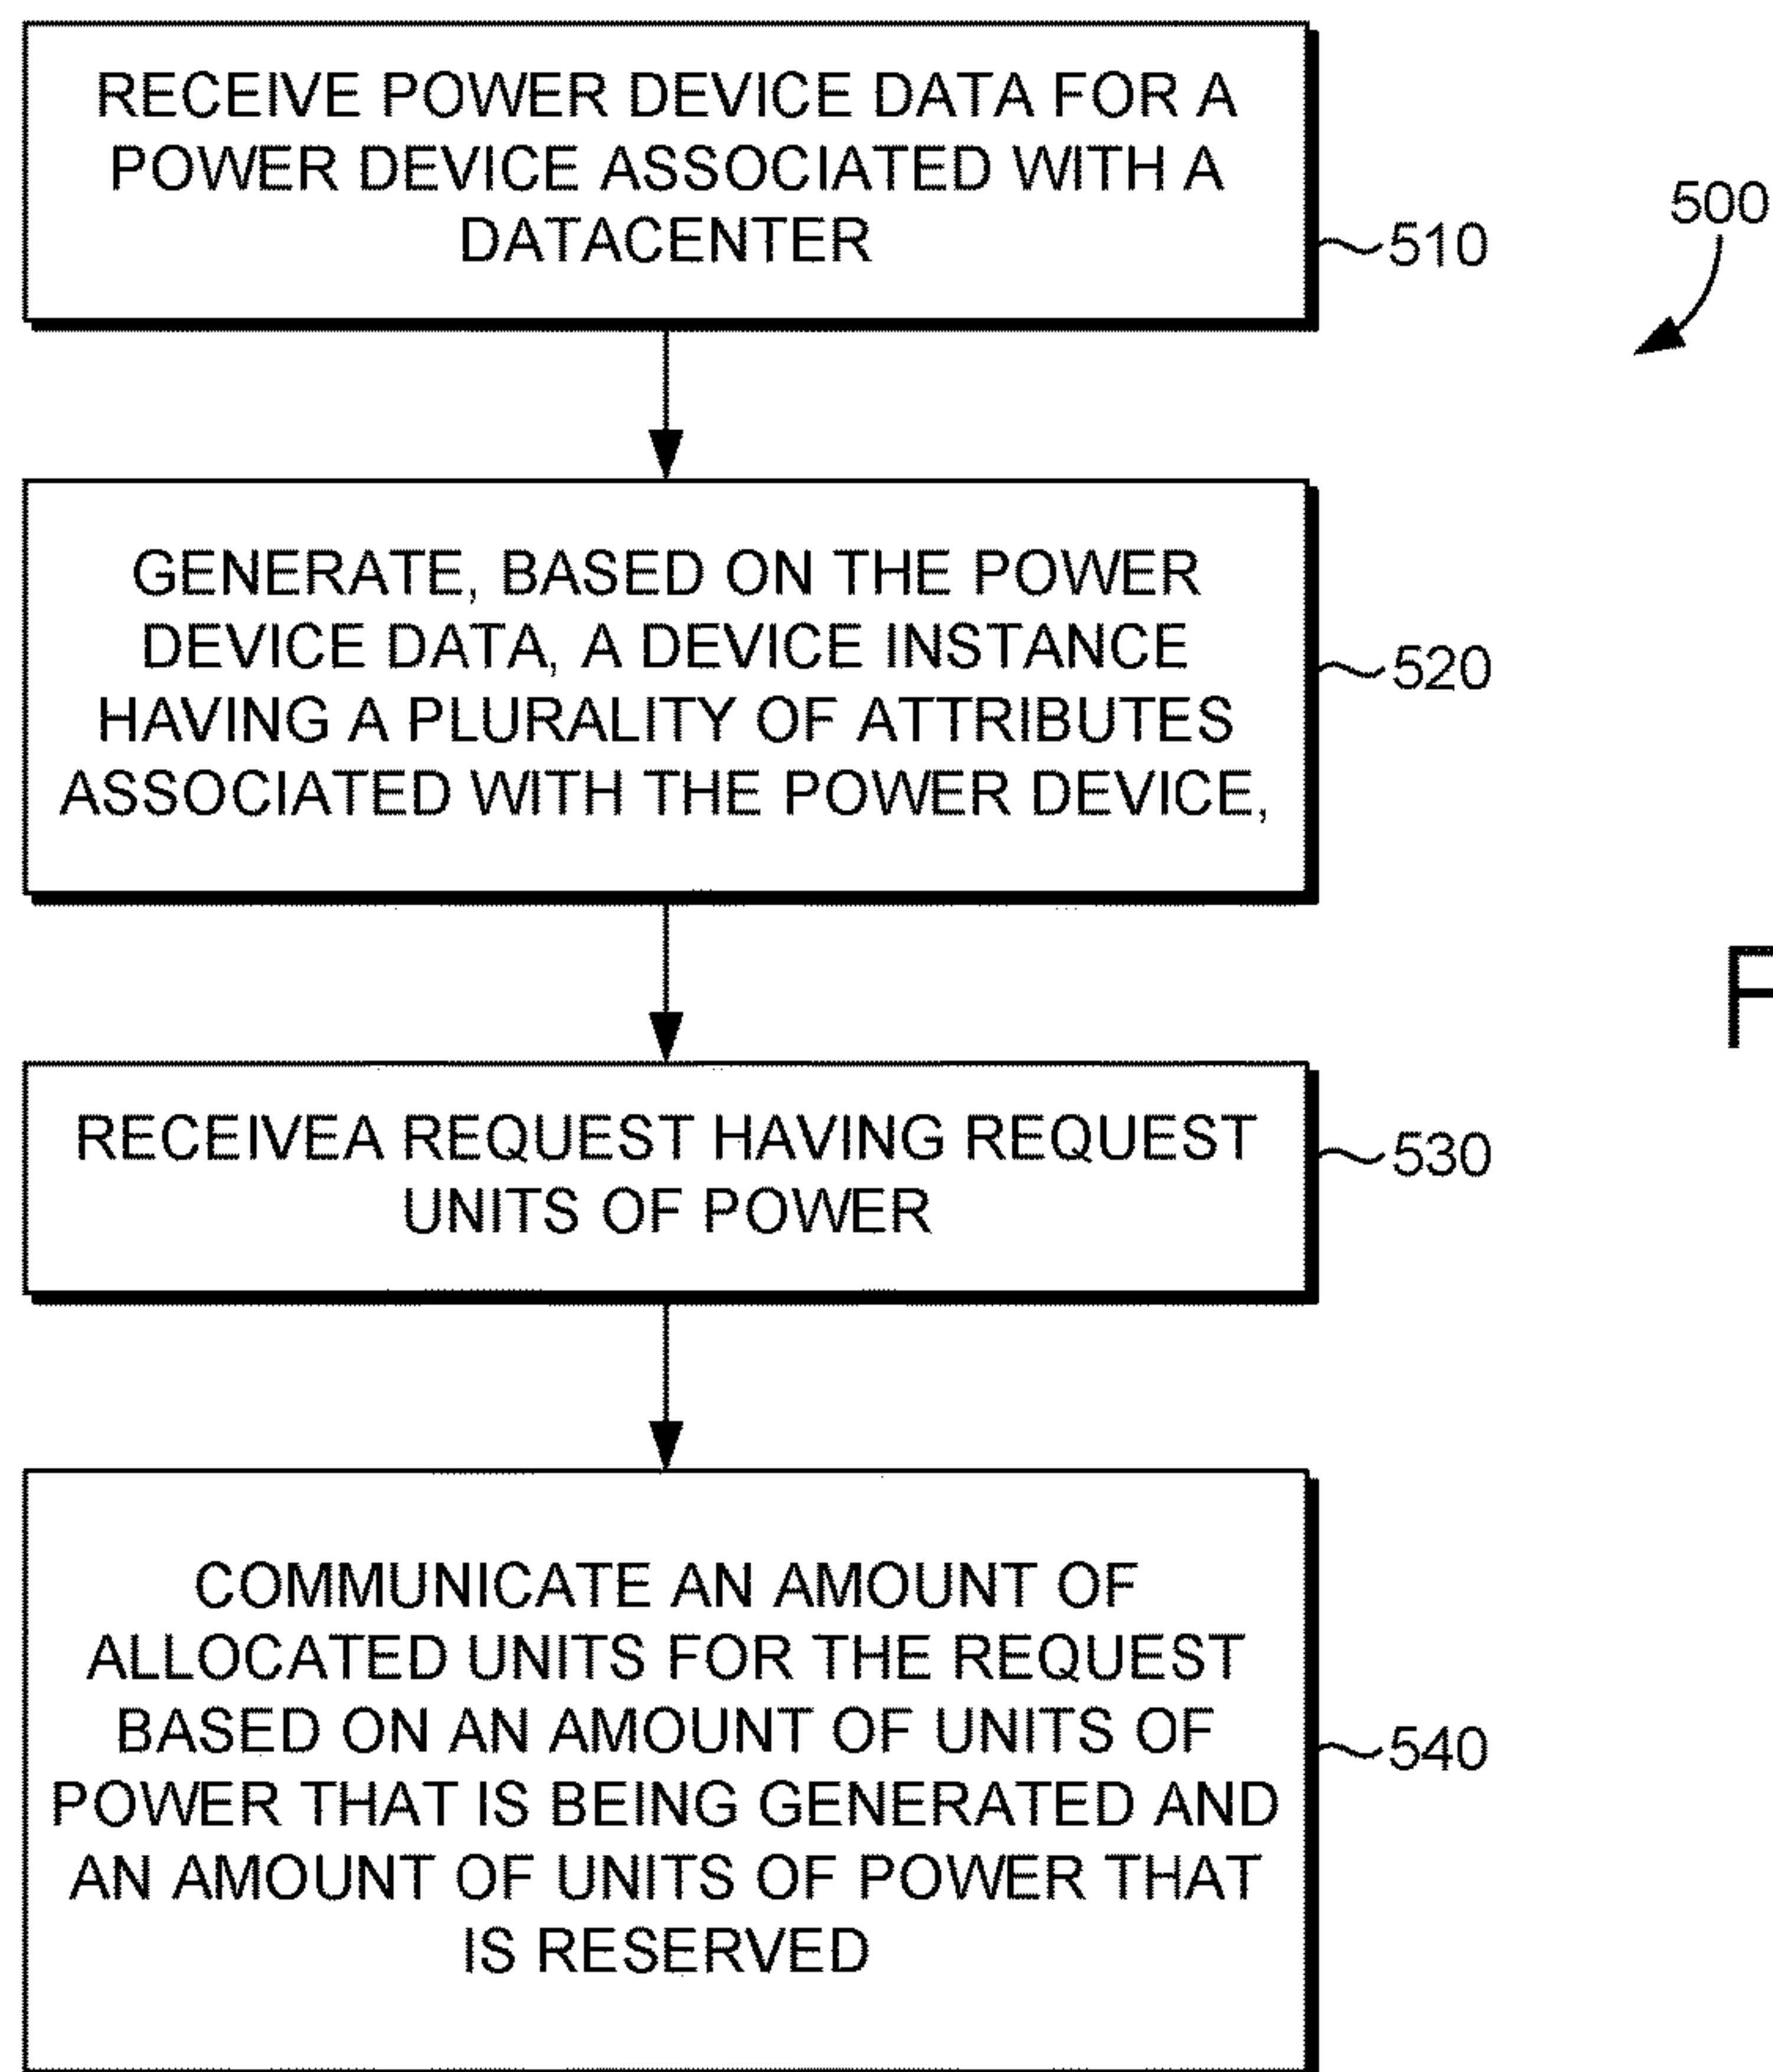 RECEIVE POWER DEVICE DATA FOR A
POWER DEVICE ASSOCIATED WITH A
DATACENTER
510
500
GENERATE, BASED ON THE POWER
DEVICE DATA, A DEVICE INSTANCE
HAVING A PLURALITY OF ATTRIBUTES
ASSOCIATED WITH THE POWER DEVICE,
520
F
RECEIVEA REQUEST HAVING REQUEST
UNITS OF POWER
530
COMMUNICATE AN AMOUNT OF
ALLOCATED UNITS FOR THE REQUEST
BASED ON AN AMOUNT OF UNITS OF
POWER THAT IS BEING GENERATED AND
AN AMOUNT OF UNITS OF POWER THAT
IS RESERVED
540